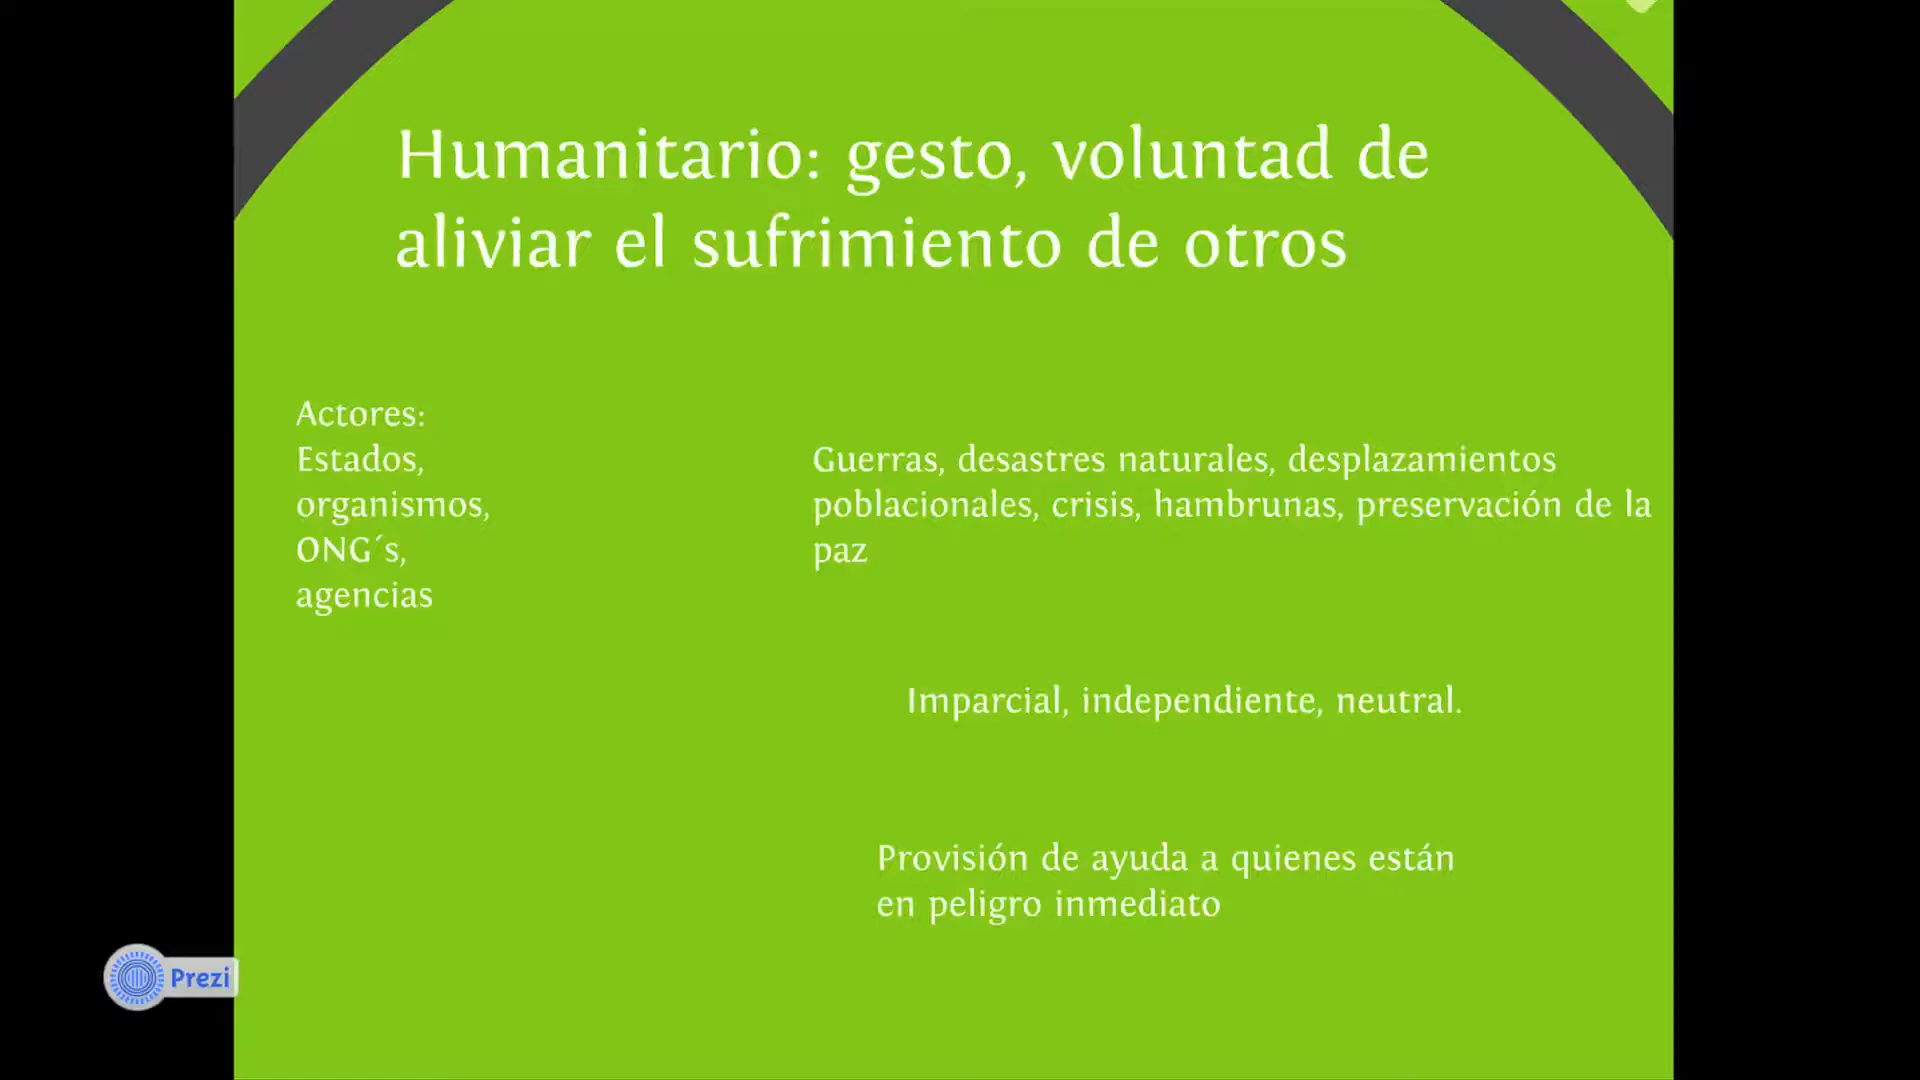 Humanitario: gesto, voluntad de
aliviar el sufrimiento de otros
Actores:
Estados,
organismos,
ONG´s,
agencias
Guerras, desastres naturales, desplazamientos
poblacionales, crisis, hambrunas, preservación de la
paz
Imparcial, independiente, neutral.
Provisión de ayuda a quienes están
en peligro inmediato
Prezi